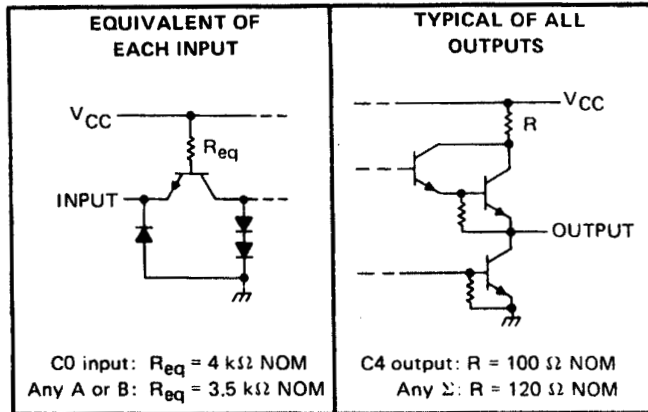 EQUIVALENT OF
EACH INPUT
VCC
Req
INPUT
C0 input: Req = 4 kΩ NOM
Any A or B: Req = 3.5 kΩ NOM
TYPICAL OF ALL
OUTPUTS
VCC
R
OUTPUT
C4 output: R = 100 Ω NOM
Any Σ: R = 120 Ω NOM